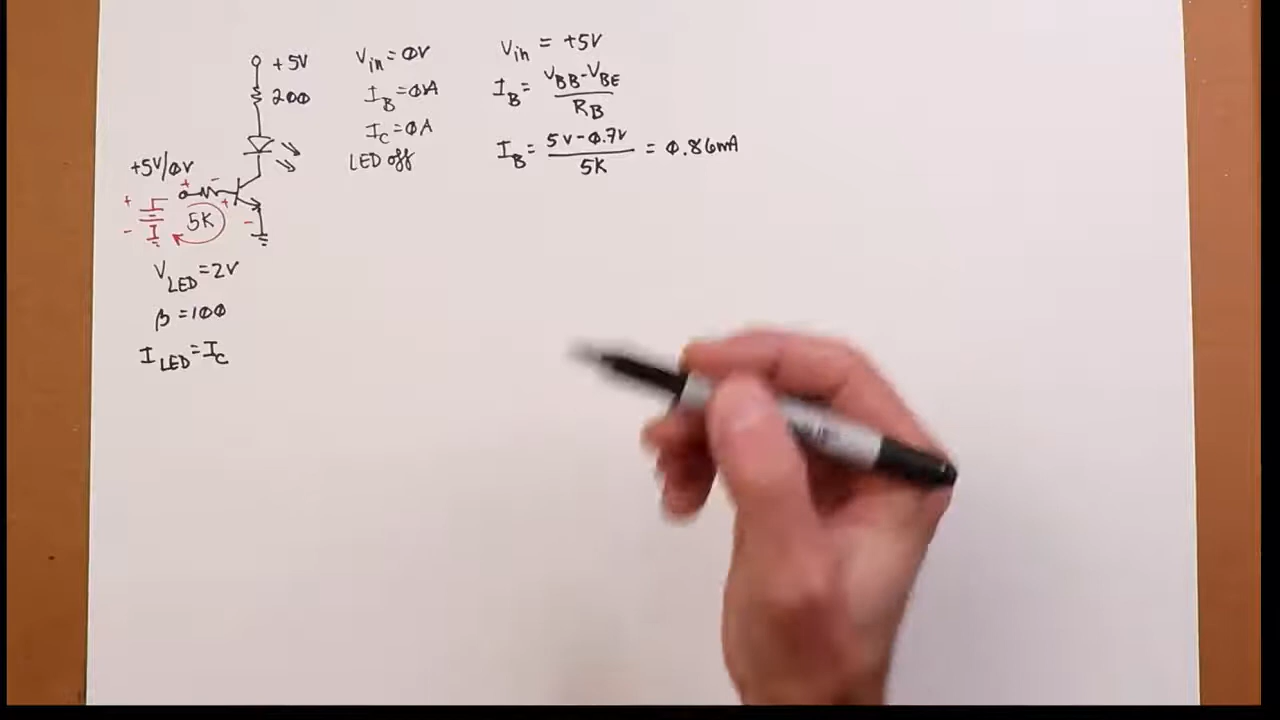 +5V
200
+5V/0V
+ -
+ + -
- 5K
V_LED = 2V
β = 100
I_LED = I_C
V_in = 0V
I_B = 0A
I_C = 0A
LED off
V_in = +5V
I_B = (V_BB - V_BE) / R_B
I_B = (5V - 0.7V) / 5K = 0.86mA